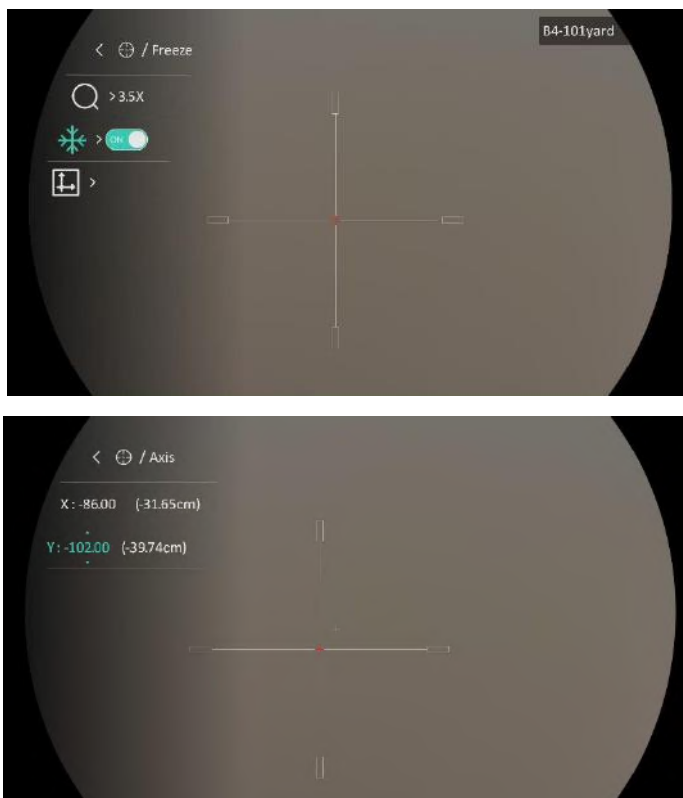 B4-101yard
< / Freeze
> 3.5X
> ON
>
< / Axis
X : -86.00 (-31.65cm)
Y : -102.00 (-39.74cm)